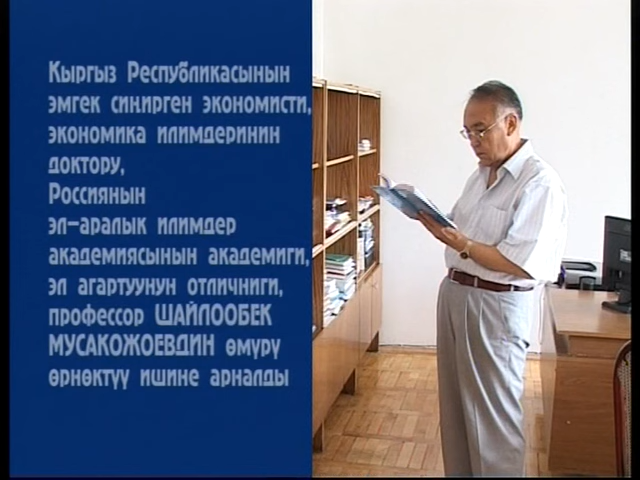 Кыргыз Республикасынын
эмгек сиңирген экономисти,
экономика илимдеринин
доктору,
Россиянын
эл-аралык илимдер
академиясынын академиги,
эл агартуунун отличниги,
профессор ШАЙЛООБЕК
МУСАКОЖОЕВДИН өмүрү
өрнөктүү ишине арналды